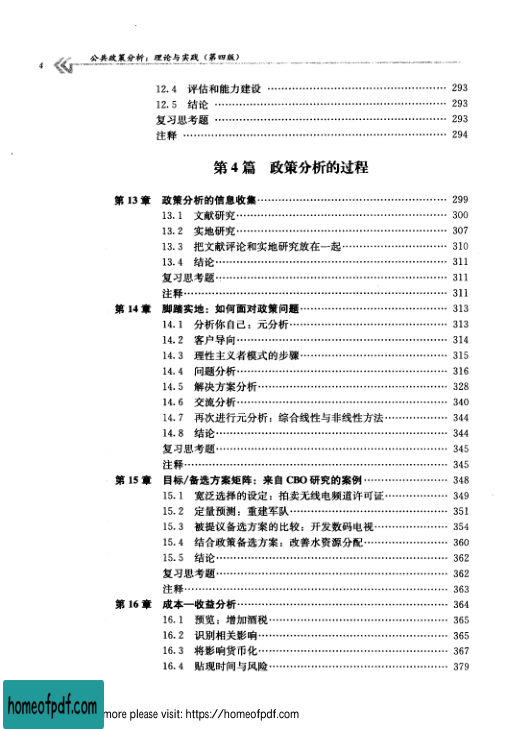 4 公共政策分析：理论与实践（第四版）
12.4 评估和能力建设 …… 293
12.5 结论 …… 293
复习思考题 …… 293
注释 …… 294
第 4 篇 政策分析的过程
第 13 章 政策分析的信息收集 …… 299
13.1 文献研究 …… 300
13.2 实地研究 …… 307
13.3 把文献评论和实地研究放在一起 …… 310
13.4 结论 …… 311
复习思考题 …… 311
注释 …… 311
第 14 章 脚踏实地：如何面对政策问题 …… 313
14.1 分析你自己：元分析 …… 313
14.2 客户导向 …… 314
14.3 理性主义者模式的步骤 …… 315
14.4 问题分析 …… 316
14.5 解决方案分析 …… 328
14.6 交流分析 …… 340
14.7 再次进行元分析：综合线性与非线性方法 …… 344
14.8 结论 …… 344
复习思考题 …… 345
注释 …… 345
第 15 章 目标/备选方案矩阵：来自 CBO 研究的案例 …… 348
15.1 宽泛选择的设定：拍卖无线电频道许可证 …… 349
15.2 定量预测：重建军队 …… 351
15.3 被提议备选方案的比较：开发数码电视 …… 354
15.4 结合政策备选方案：改善水资源分配 …… 360
15.5 结论 …… 362
复习思考题 …… 362
注释 …… 363
第 16 章 成本—收益分析 …… 364
16.1 预览：增加酒税 …… 365
16.2 识别相关影响 …… 365
16.3 将影响货币化 …… 367
16.4 贴现时间与风险 …… 379
homeofpdf.com
more please visit: https://homeofpdf.com